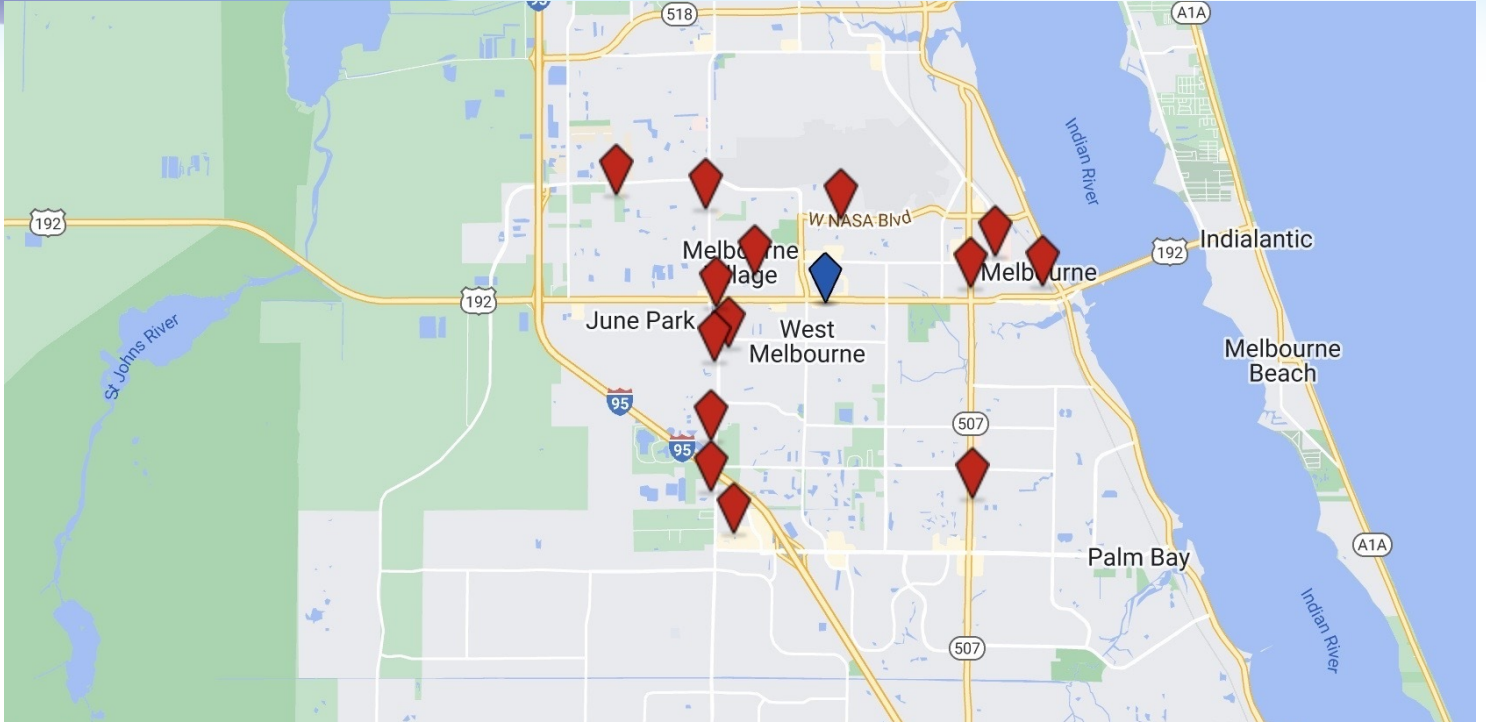 95
518
A1A
Indian River
192
W NASA Blvd
Indialantic
192
Melbourne
Village
Melbourne
192
June Park
West
Melbourne
St Johns River
Melbourne
Beach
95
507
95
A1A
Palm Bay
Indian River
507